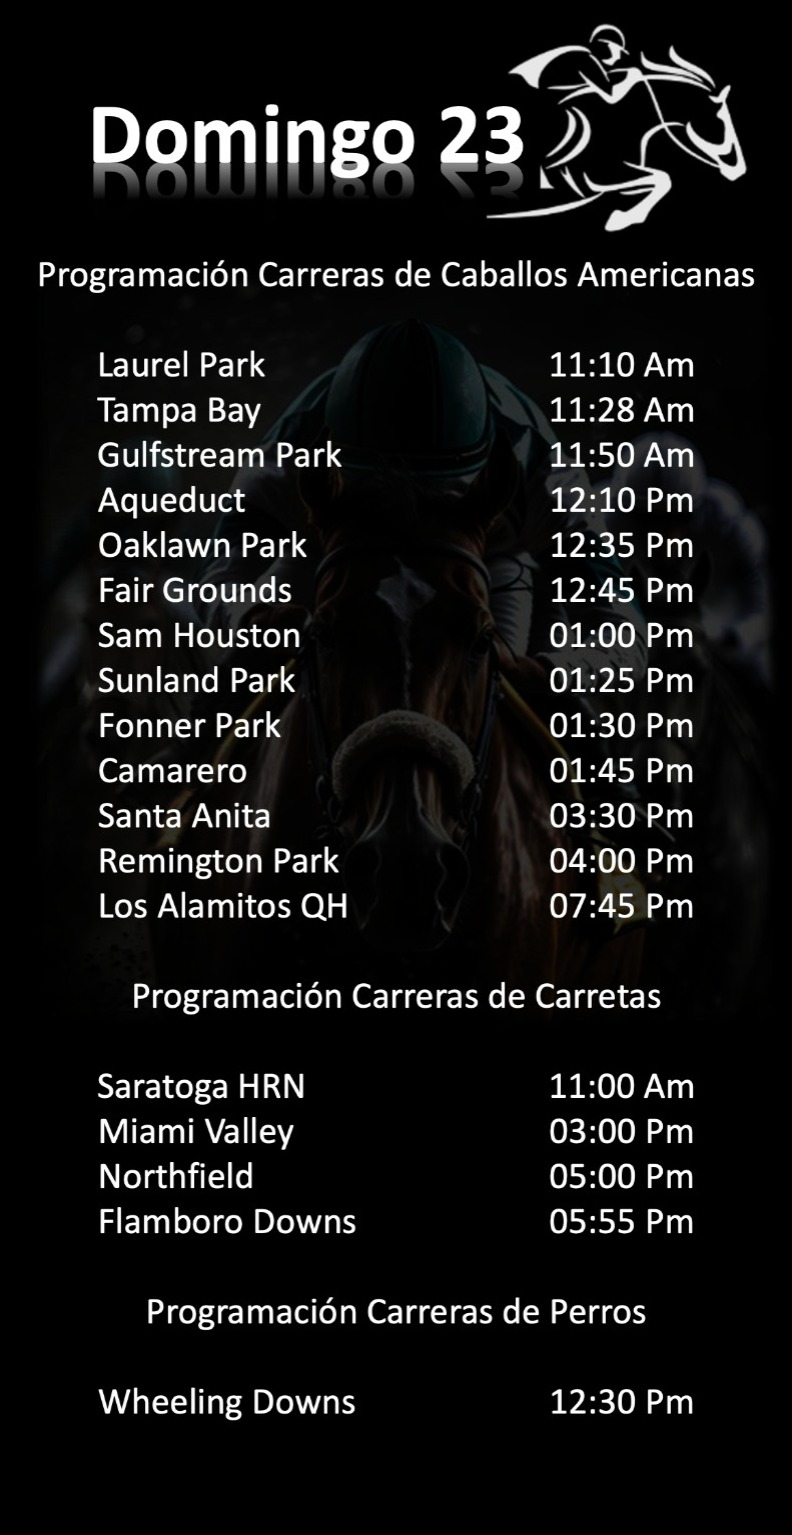 Domingo 23
Programación Carreras de Caballos Americanas
Laurel Park 11:10 Am
Tampa Bay 11:28 Am
Gulfstream Park 11:50 Am
Aqueduct 12:10 Pm
Oaklawn Park 12:35 Pm
Fair Grounds 12:45 Pm
Sam Houston 01:00 Pm
Sunland Park 01:25 Pm
Fonner Park 01:30 Pm
Camarero 01:45 Pm
Santa Anita 03:30 Pm
Remington Park 04:00 Pm
Los Alamitos QH 07:45 Pm
Programación Carreras de Carretas
Saratoga HRN 11:00 Am
Miami Valley 03:00 Pm
Northfield 05:00 Pm
Flamboro Downs 05:55 Pm
Programación Carreras de Perros
Wheeling Downs 12:30 Pm